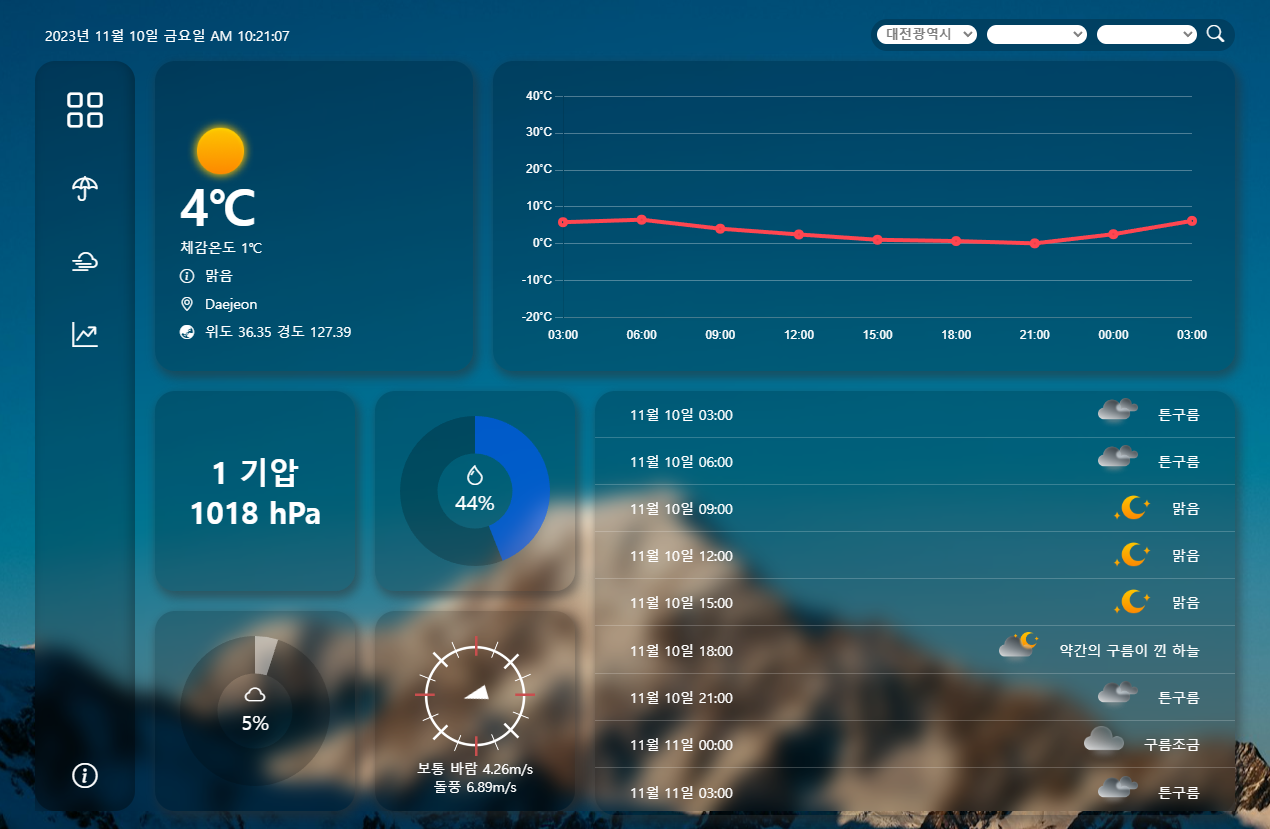 2023년 11월 10일 금요일 AM 10:21:07
대전광역시
4℃
체감온도 1℃
맑음
Daejeon
위도 36.35 경도 127.39
40°C
30°C
20°C
10°C
0°C
-10°C
-20°C
03:00 06:00 09:00 12:00 15:00 18:00 21:00 00:00 03:00
1 기압
1018 hPa
44%
5%
보통 바람 4.26m/s
돌풍 6.89m/s
11월 10일 03:00 튼구름
11월 10일 06:00 튼구름
11월 10일 09:00 맑음
11월 10일 12:00 맑음
11월 10일 15:00 맑음
11월 10일 18:00 약간의 구름이 낀 하늘
11월 10일 21:00 튼구름
11월 11일 00:00 구름조금
11월 11일 03:00 튼구름